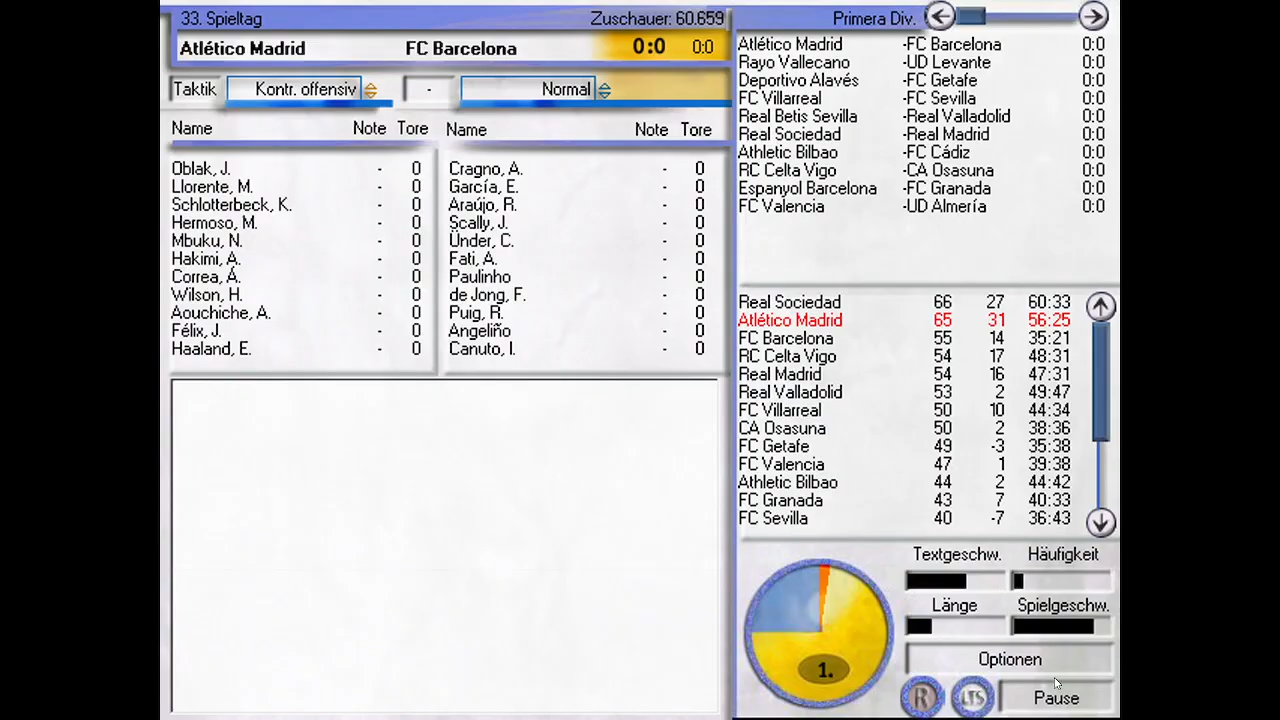 33. Spieltag Zuschauer: 60.659
Atlético Madrid FC Barcelona 0:0 0:0
Taktik Kontr. offensiv - Normal
Name Note Tore Name Note Tore
Oblak, J. - 0 Cragno, A. - 0
Llorente, M. - 0 García, E. - 0
Schlotterbeck, K. - 0 Araújo, R. - 0
Hermoso, M. - 0 Scally, J. - 0
Mbuku, N. - 0 Ünder, C. - 0
Hakimi, A. - 0 Fati, A. - 0
Correa, Á. - 0 Paulinho - 0
Wilson, H. - 0 de Jong, F. - 0
Aouchiche, A. - 0 Puig, R. - 0
Félix, J. - 0 Angeliño - 0
Haaland, E. - 0 Canuto, I. - 0
Primera Div.
Atlético Madrid -FC Barcelona 0:0
Rayo Vallecano -UD Levante 0:0
Deportivo Alavés -FC Getafe 0:0
FC Villarreal -FC Sevilla 0:0
Real Betis Sevilla -Real Valladolid 0:0
Real Sociedad -Real Madrid 0:0
Athletic Bilbao -FC Cádiz 0:0
RC Celta Vigo -CA Osasuna 0:0
Espanyol Barcelona -FC Granada 0:0
FC Valencia -UD Almería 0:0
Real Sociedad 66 27 60:33
Atlético Madrid 65 31 56:25
FC Barcelona 55 14 35:21
RC Celta Vigo 54 17 48:31
Real Madrid 54 16 47:31
Real Valladolid 53 2 49:47
FC Villarreal 50 10 44:34
CA Osasuna 50 2 38:36
FC Getafe 49 -3 35:38
FC Valencia 47 1 39:38
Athletic Bilbao 44 2 44:42
FC Granada 43 7 40:33
FC Sevilla 40 -7 36:43
Textgeschw. Häufigkeit
Länge Spielgeschw.
1.
Optionen
R LTS Pause